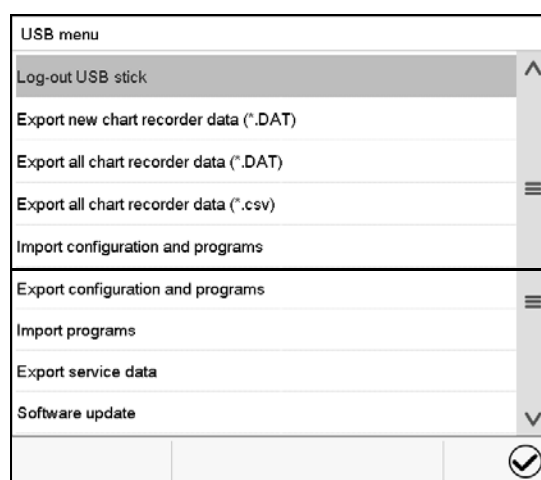 USB menu
Log-out USB stick
Export new chart recorder data (*.DAT)
Export all chart recorder data (*.DAT)
Export all chart recorder data (*.csv)
Import configuration and programs
Export configuration and programs
Import programs
Export service data
Software update